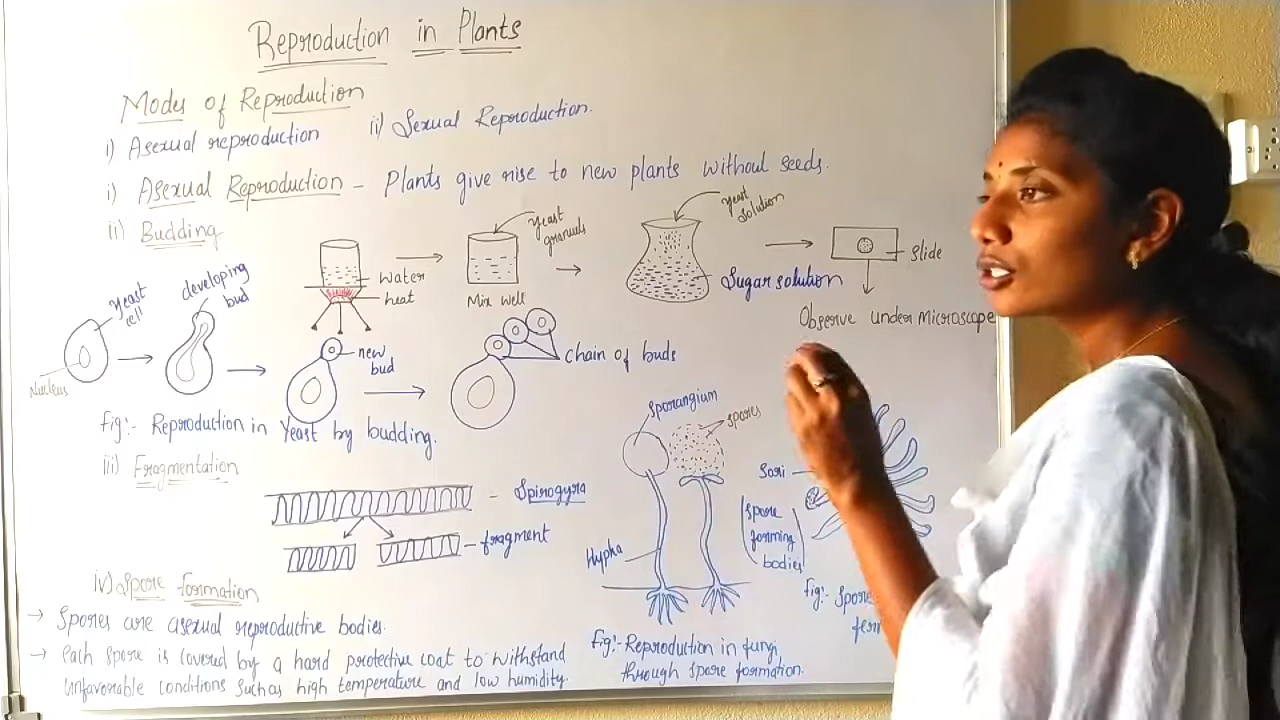 Reproduction in Plants
Modes of Reproduction
i) Asexual reproduction ii) Sexual Reproduction.
i) Asexual Reproduction - Plants give rise to new plants without seeds.
ii) Budding
Water
heat
yeast granuels
Mix well
yeast solution
Sugar solution
Slide
Observe under Microscope
yeast cell
developing bud
Nucleus
new bud
chain of buds
fig:- Reproduction in Yeast by budding.
iii) Fragmentation
- Spirogyra
- fragment
Sporangium
spores
Hypha
fig:- Reproduction in fungi through spore formation.
Sori
(spore forming bodies)
fig:- Spore
fern
iv) Spore formation
→ Spores are asexual reproductive bodies.
→ Each spore is covered by a hard protective coat to withstand
unfavorable conditions such as high temperature and low humidity.